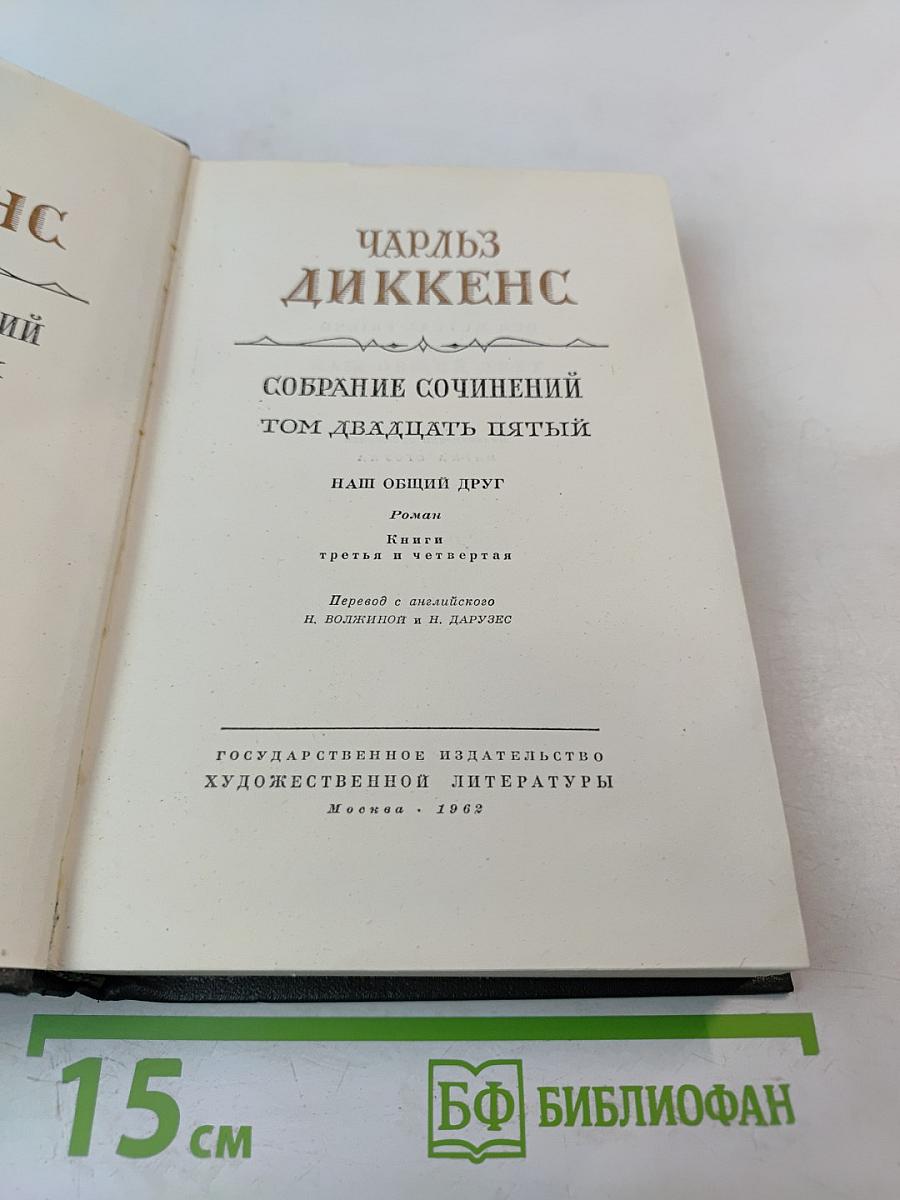 ЧАРЛЬЗ
ДИККЕНС
СОБРАНИЕ СОЧИНЕНИЙ
ТОМ ДВАДЦАТЬ ПЯТЫЙ
НАШ ОБЩИЙ ДРУГ
Роман
Книги
третья и четвертая
Перевод с английского
Н. ВОЛЖИНОЙ и Н. ДАРУЗЕС
ГОСУДАРСТВЕННОЕ ИЗДАТЕЛЬСТВО
ХУДОЖЕСТВЕННОЙ ЛИТЕРАТУРЫ
Москва · 1962
15 см
БФ БИБЛИОФАН